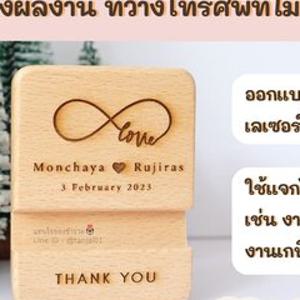 งผลงาน ที่วางโทรศัพท์ไม้
ออกแบ
เลเซอร์
love
Monchaya Rujiras
3 February 2023
ใช้แจก
เช่น งา
งานเกษี
THANK YOU